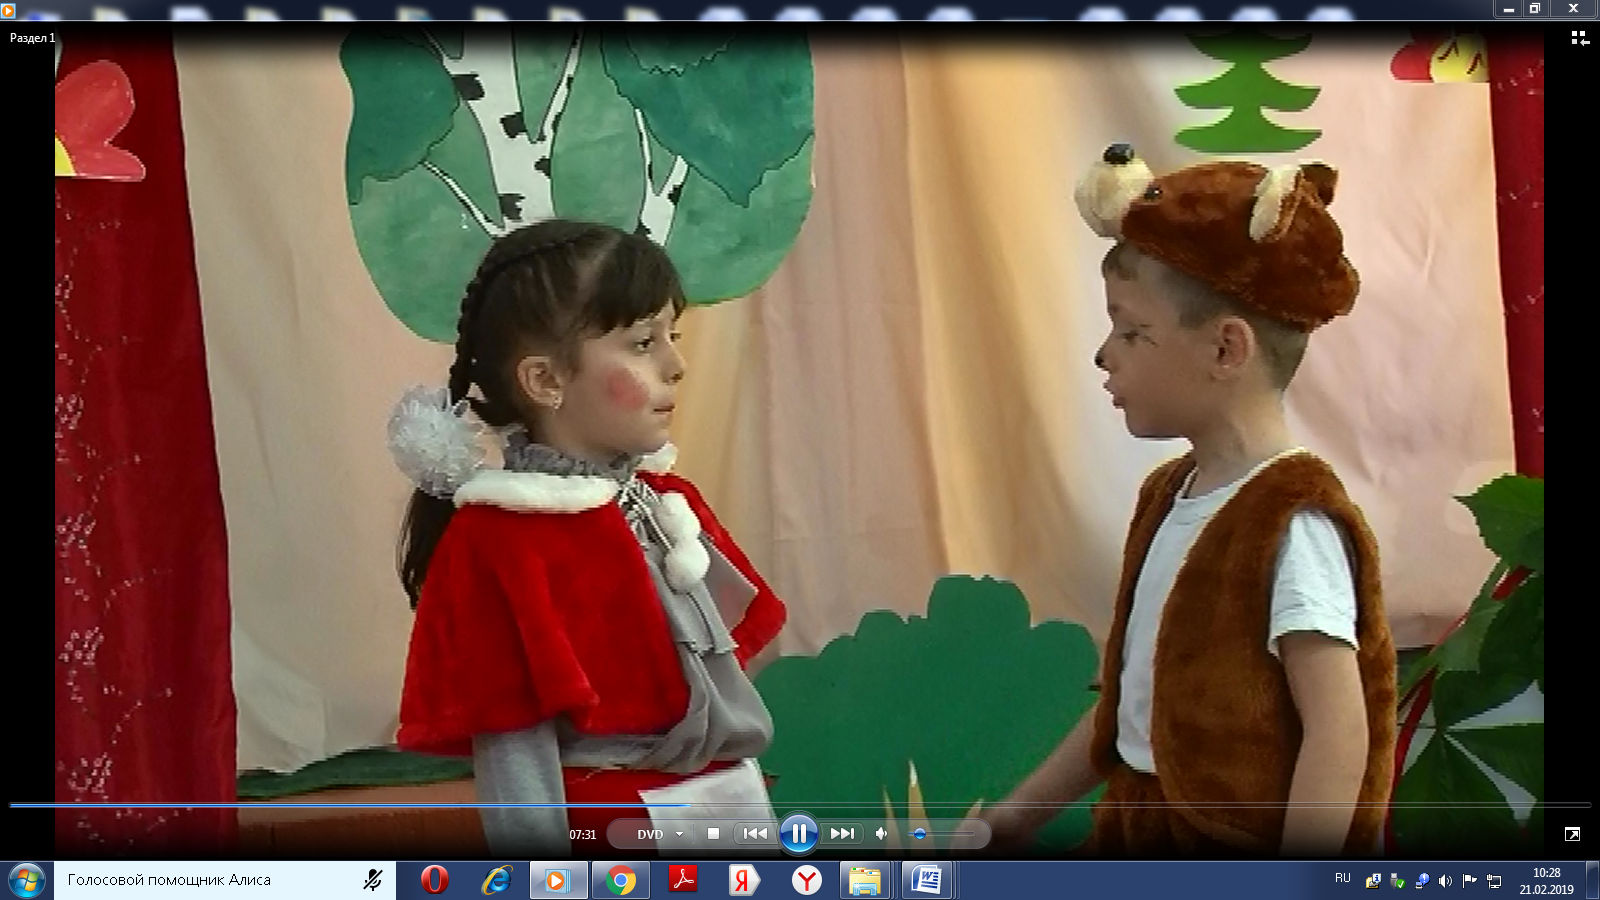 Раздел 1
07:31
DVD
Голосовой помощник Алиса
Я
Y
W
RU
10:28
21.02.2019